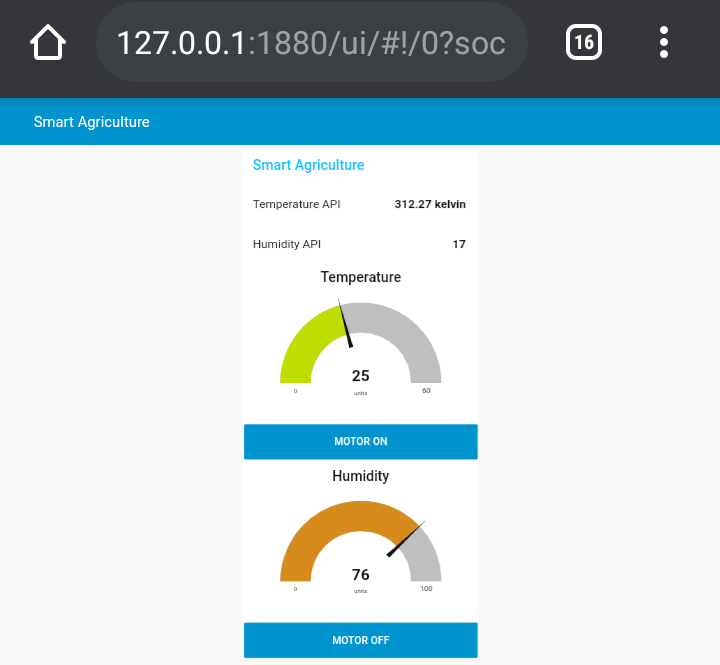 127.0.0.1:1880/ui/#!/0?soc
16
Smart Agriculture
Smart Agriculture
Temperature API 312.27 kelvin
Humidity API 17
Temperature
25
0 units 60
MOTOR ON
Humidity
76
0 units 100
MOTOR OFF